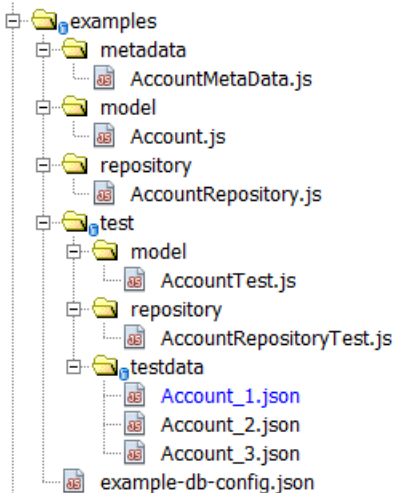 examples
metadata
AccountMetaData.js
model
Account.js
repository
AccountRepository.js
test
model
AccountTest.js
repository
AccountRepositoryTest.js
testdata
Account_1.json
Account_2.json
Account_3.json
example-db-config.json